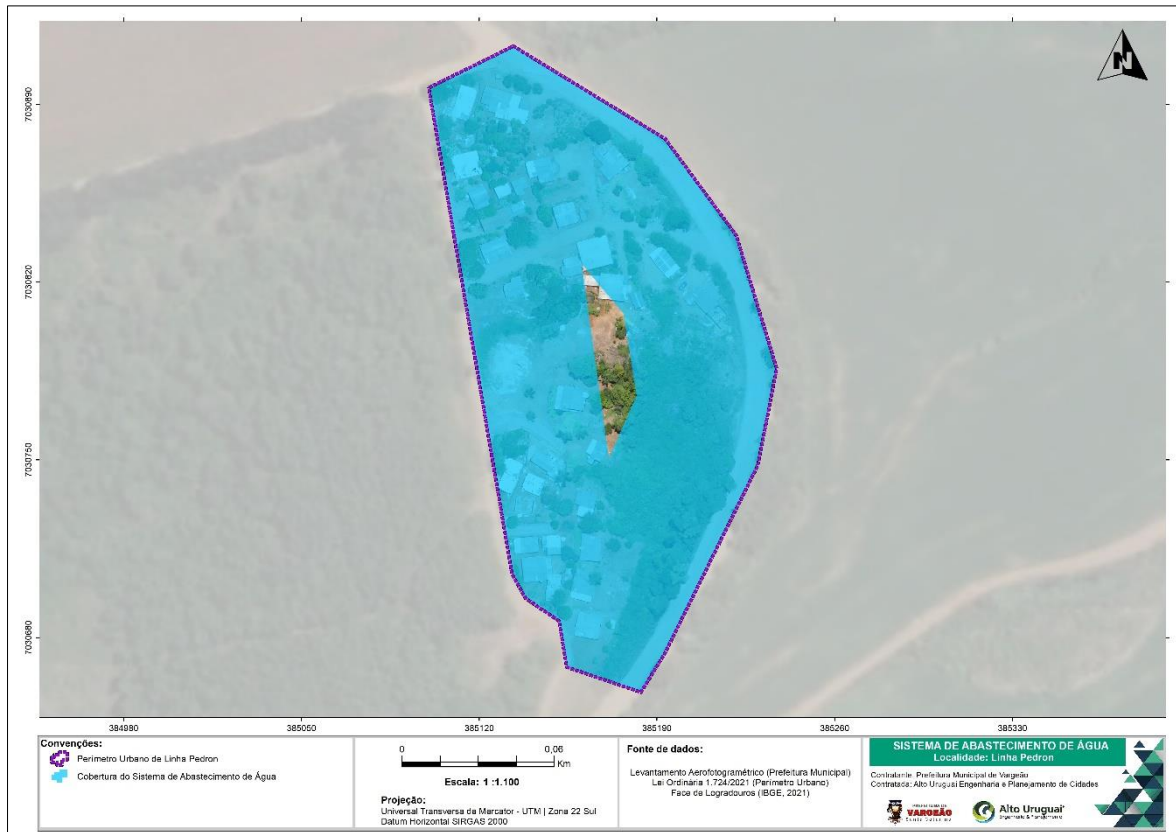 N
7030890
7030820
7030750
7030680
384980
385050
385120
385190
385260
385330
Convenções:
Perímetro Urbano de Linha Pedron
Cobertura do Sistema de Abastecimento de Água
0
0,06
Km
Escala: 1 :1.100
Projeção:
Universal Transversa de Mercator - UTM | Zona 22 Sul
Datum Horizontal SIRGAS 2000
Fonte de dados:
Levantamento Aerofotogramétrico (Prefeitura Municipal)
Lei Ordinária 1.724/2021 (Perímetro Urbano)
Face de Logradouros (IBGE, 2021)
SISTEMA DE ABASTECIMENTO DE ÁGUA
Localidade: Linha Pedron
Contratante: Prefeitura Municipal de Vargeão
Contratada: Alto Uruguai Engenharia e Planejamento de Cidades
VARGEÃO
Santa Catarina
Alto Uruguai
Engenharia & Planejamento